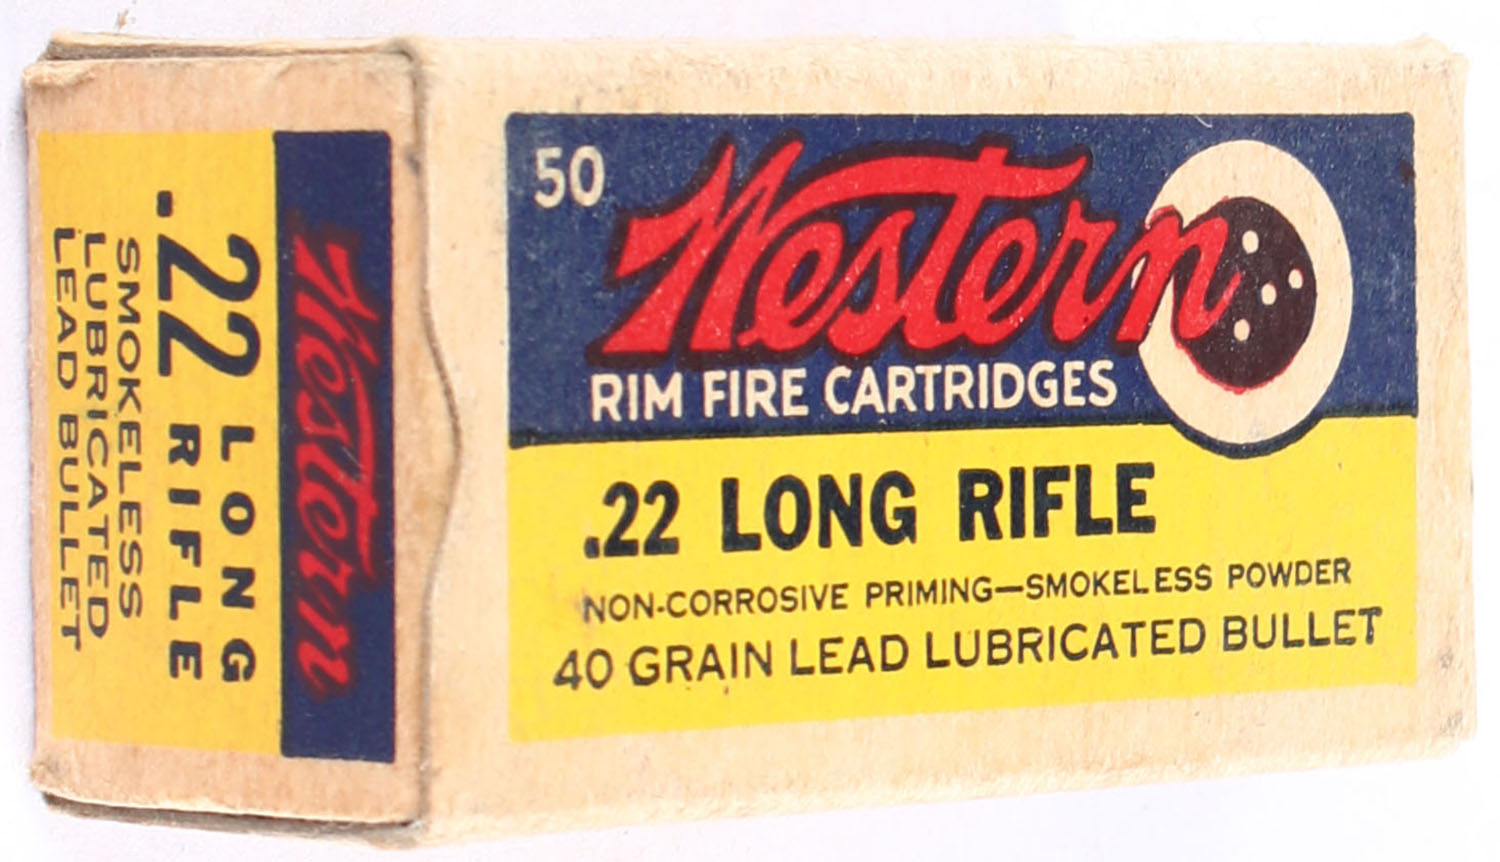 50
Western
RIM FIRE CARTRIDGES
.22 LONG RIFLE
NON-CORROSIVE PRIMING—SMOKELESS POWDER
40 GRAIN LEAD LUBRICATED BULLET
Western
.22 LONG
RIFLE
SMOKELESS
LUBRICATED
LEAD BULLET